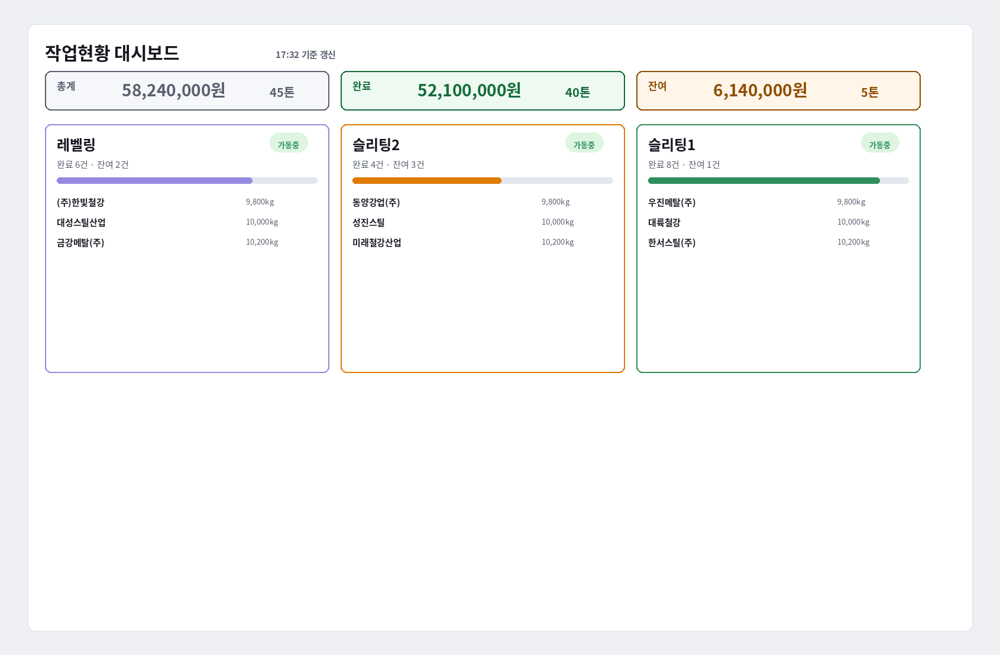 작업현황 대시보드
17:32 기준 갱신
총계 58,240,000원 45톤
완료 52,100,000원 40톤
잔여 6,140,000원 5톤
레벨링 가동중
완료 6건 · 잔여 2건
(주)한빛철강 9,800kg
대성스틸산업 10,000kg
금강메탈(주) 10,200kg
슬리팅2 가동중
완료 4건 · 잔여 3건
동양강업(주) 9,800kg
성진스틸 10,000kg
미래철강산업 10,200kg
슬리팅1 가동중
완료 8건 · 잔여 1건
우진메탈(주) 9,800kg
대륙철강 10,000kg
한서스틸(주) 10,200kg